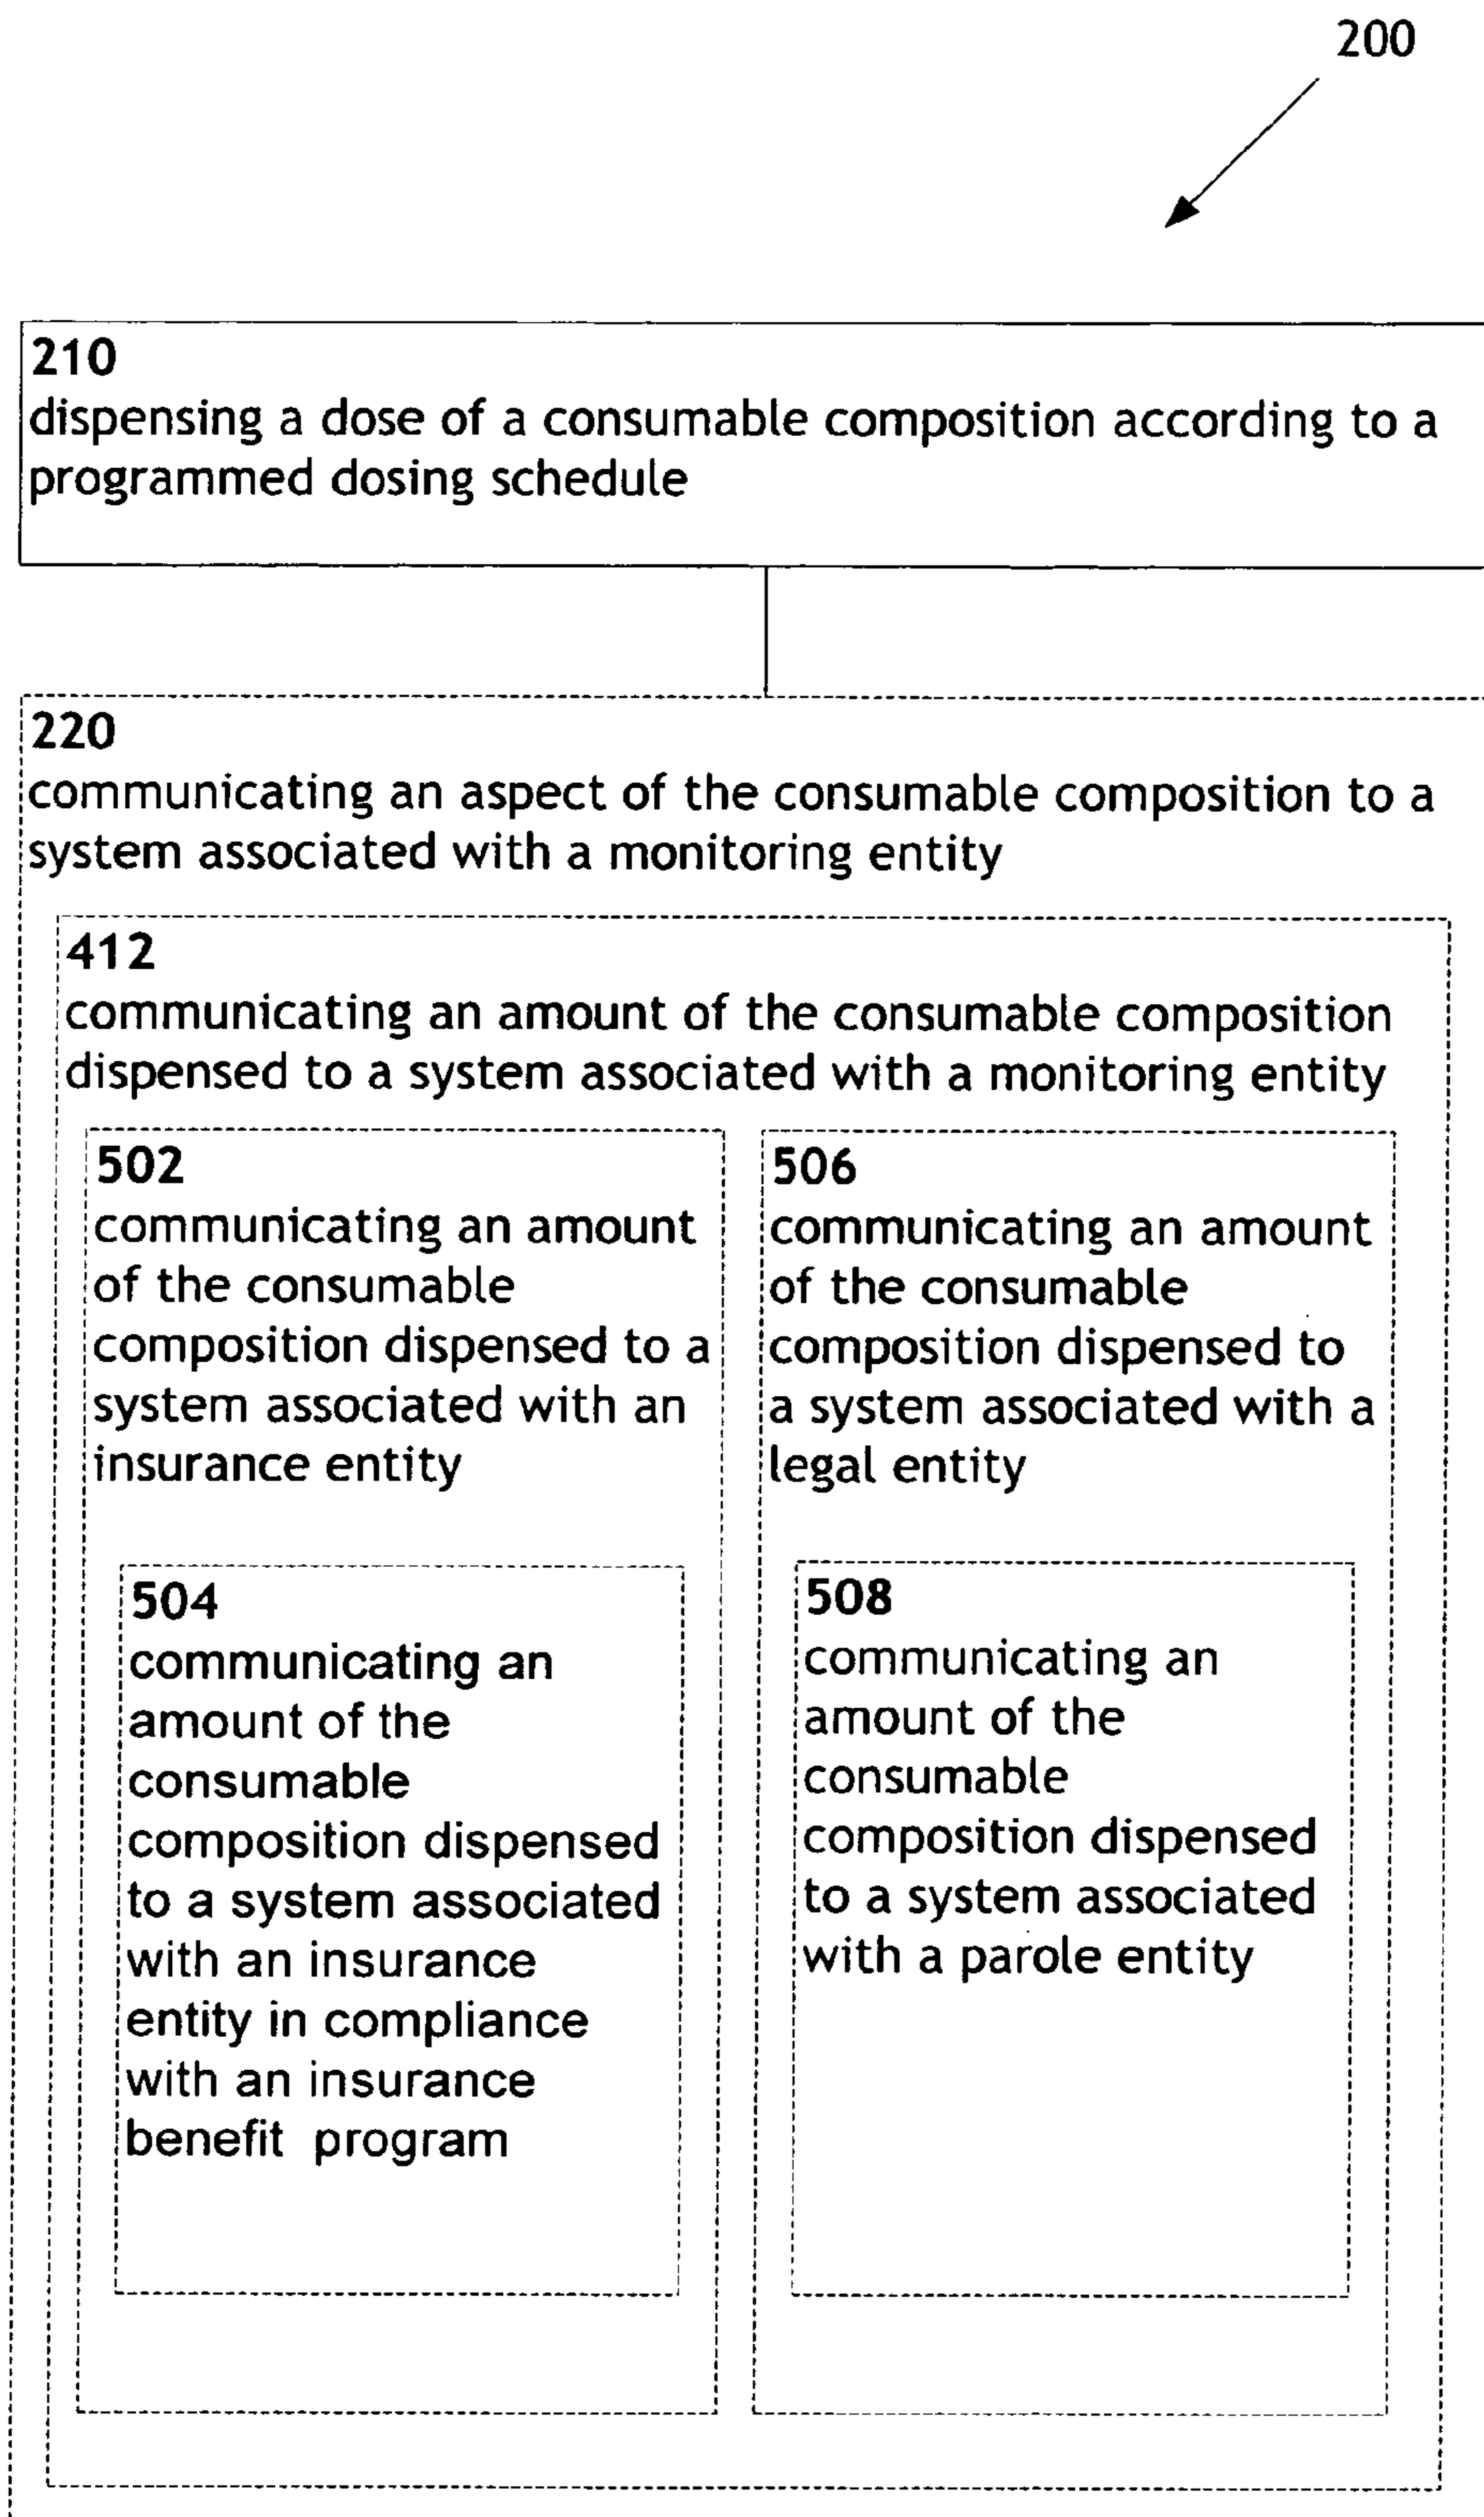 200
210
dispensing a dose of a consumable composition according to a
programmed dosing schedule
220
communicating an aspect of the consumable composition to a
system associated with a monitoring entity
412
communicating an amount of the consumable composition
dispensed to a system associated with a monitoring entity
502
communicating an amount
of the consumable
composition dispensed to a
system associated with an
insurance entity
504
communicating an
amount of the
consumable
composition dispensed
to a system associated
with an insurance
entity in compliance
with an insurance
benefit program
506
communicating an amount
of the consumable
composition dispensed to
a system associated with a
legal entity
508
communicating an
amount of the
consumable
composition dispensed
to a system associated
with a parole entity